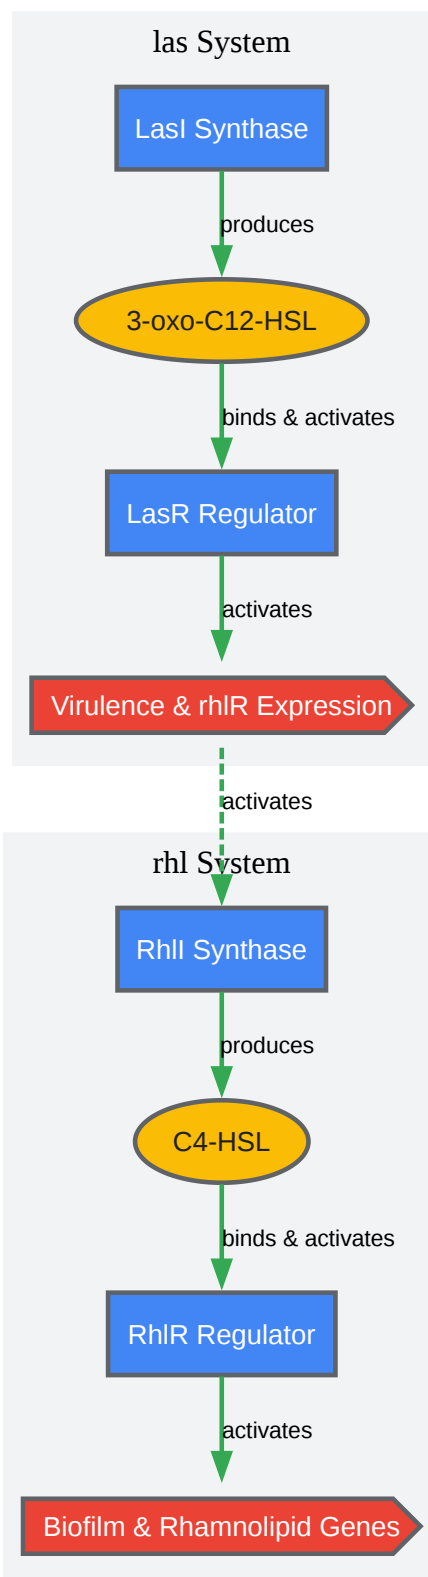 las System
LasI Synthase
produces
3-oxo-C12-HSL
binds & activates
LasR Regulator
activates
Virulence & rhlR Expression
activates
rhl System
RhlI Synthase
produces
C4-HSL
binds & activates
RhlR Regulator
activates
Biofilm & Rhamnolipid Genes